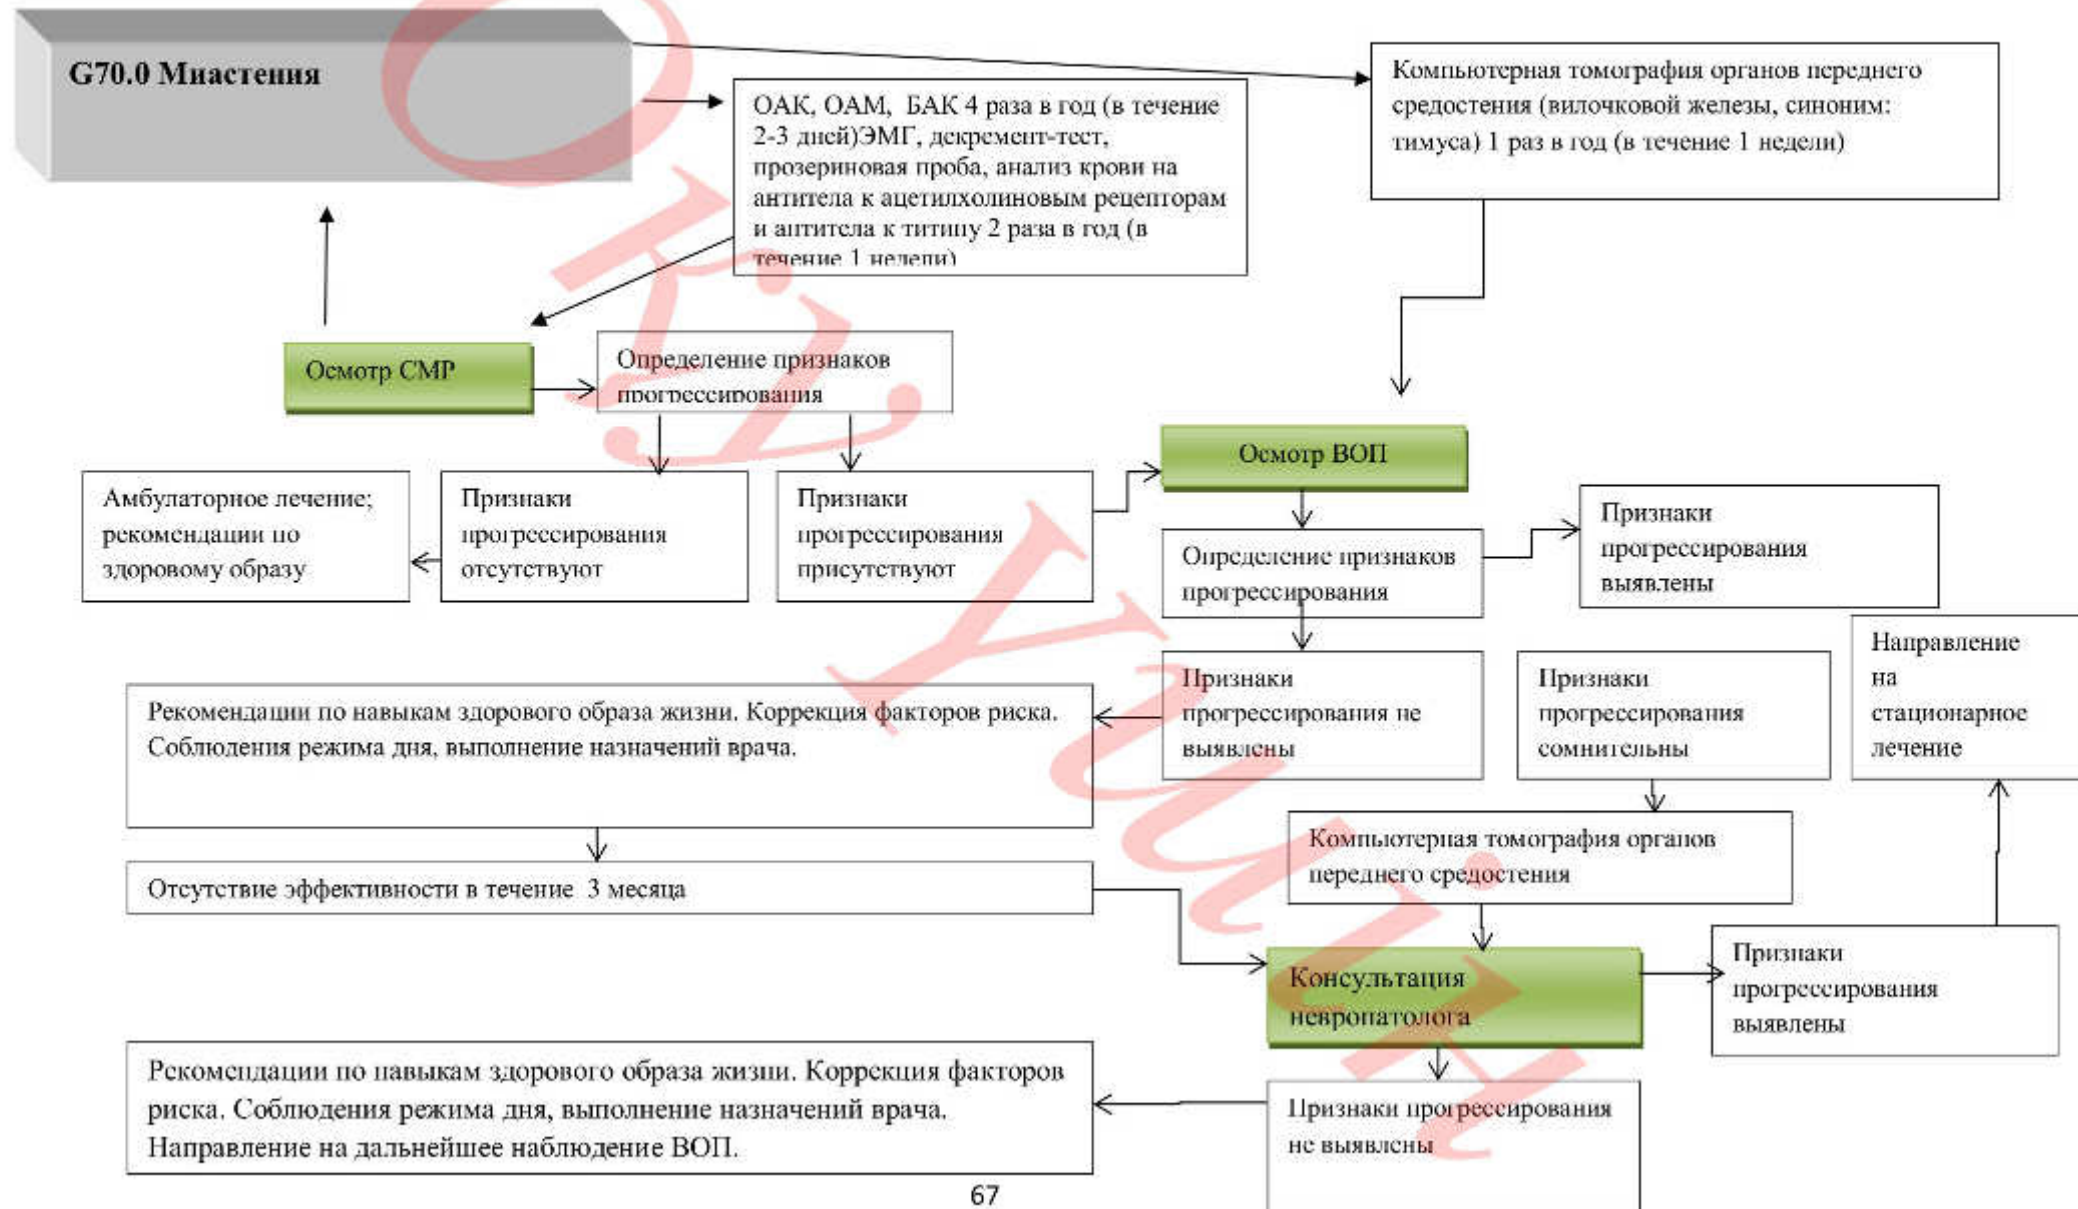 G70.0 Миастения
ОАК, ОАМ, БАК 4 раза в год (в течение
2-3 дней)ЭМГ, декремент-тест,
прозериновая проба, анализ крови на
антитела к ацетилхолиновым рецепторам
и антитела к титину 2 раза в год (в
течение 1 недели)
Компьютерная томография органов переднего
средостения (вилочковой железы, синоним:
тимуса) 1 раз в год (в течение 1 недели)
Осмотр СМР
Определение признаков
прогрессирования
Осмотр ВОП
Амбулаторное лечение;
рекомендации по
здоровому образу
Признаки
прогрессирования
отсутствуют
Признаки
прогрессирования
присутствуют
Определение признаков
прогрессирования
Признаки
прогрессирования
выявлены
Направление
на
стационарное
лечение
Рекомендации по навыкам здорового образа жизни. Коррекция факторов риска.
Соблюдения режима дня, выполнение назначений врача.
Признаки
прогрессирования не
выявлены
Признаки
прогрессирования
сомнительны
Компьютерная томография органов
переднего средостения
Отсутствие эффективности в течение 3 месяца
Консультация
невропатолога
Признаки
прогрессирования
выявлены
Рекомендации по навыкам здорового образа жизни. Коррекция факторов
риска. Соблюдения режима дня, выполнение назначений врача.
Направление на дальнейшее наблюдение ВОП.
Признаки прогрессирования
не выявлены
67
Oky Yuih